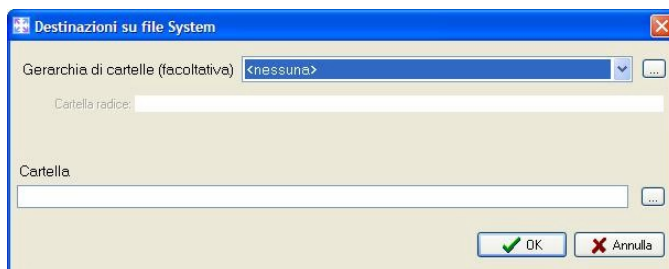 Destinazioni su file System
Gerarchia di cartelle (facoltativa) <nessuna> ...
Cartella radice:
Cartella
...
OK Annulla